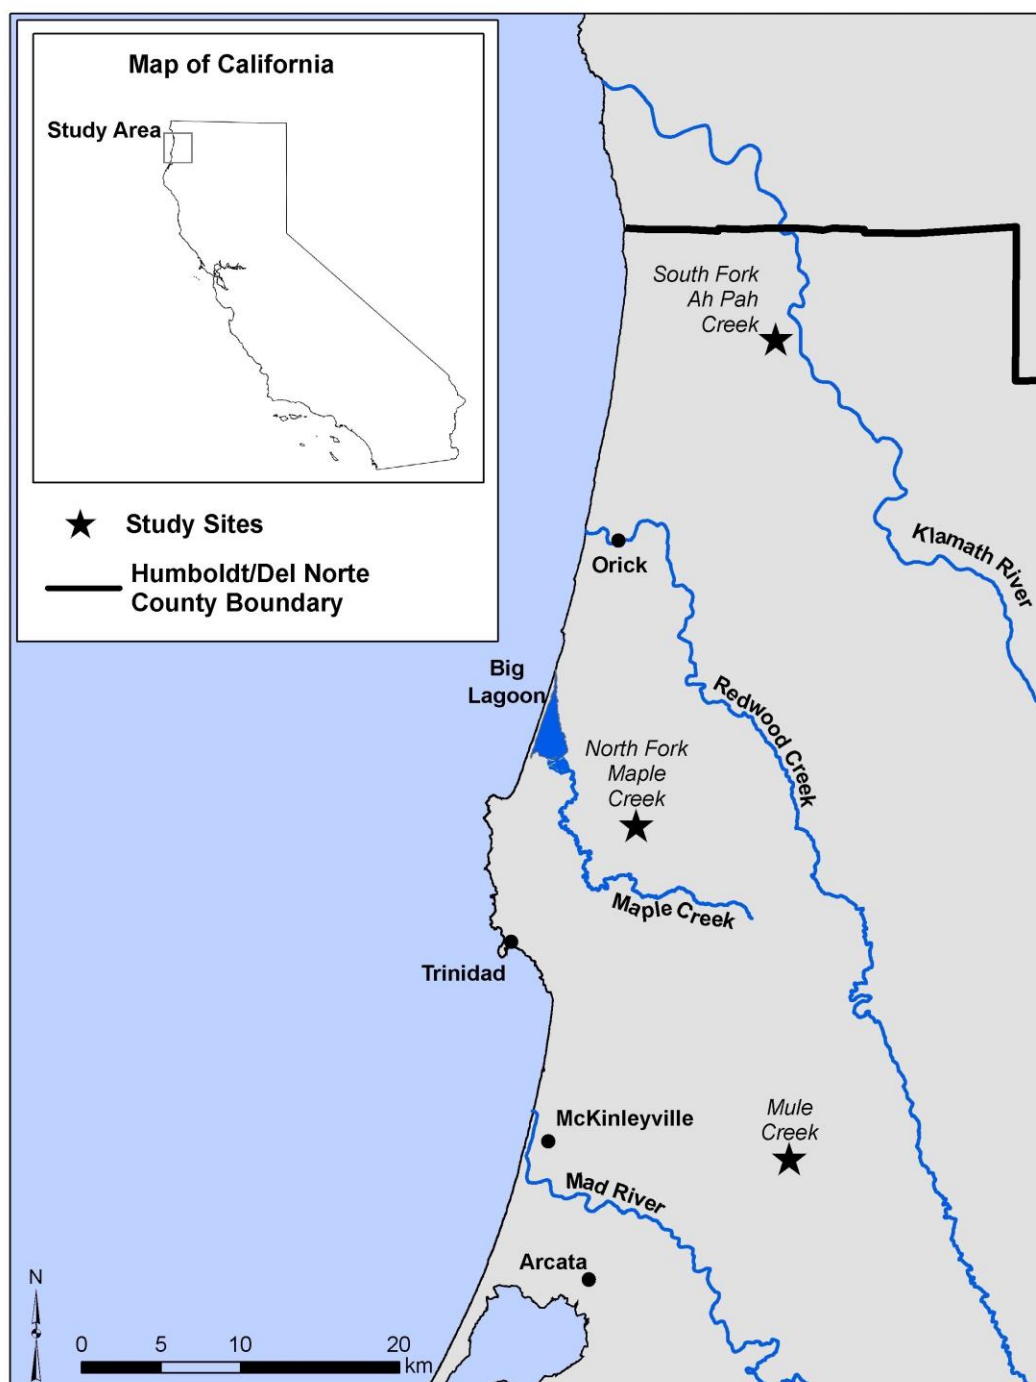 Map of California
Study Area
Study Sites
Humboldt/Del Norte
County Boundary
South Fork
Ah Pah
Creek
Klamath River
Orick
Big
Lagoon
Redwood Creek
North Fork
Maple
Creek
Maple Creek
Trinidad
McKinleyville
Mule
Creek
Mad River
Arcata
N
0 5 10 20
km